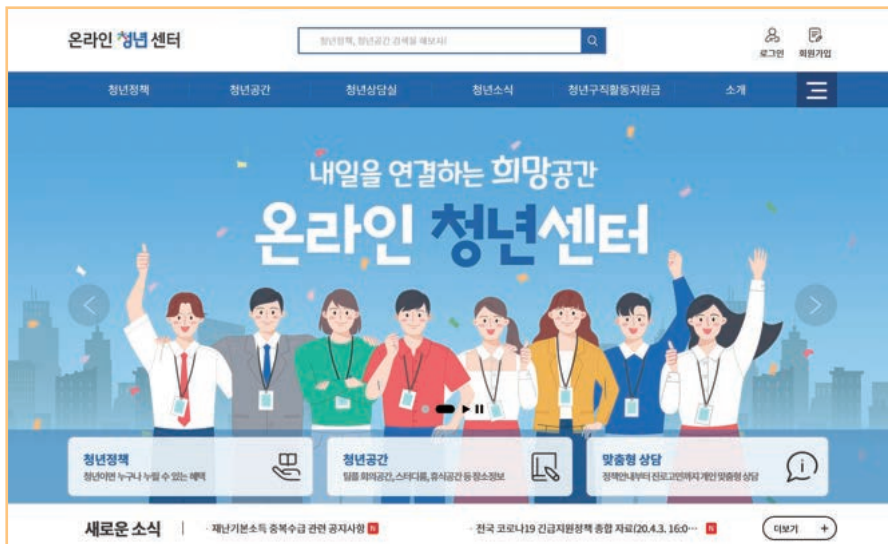 온라인 청년 센터
청년정책, 청년공간 검색을 해보세요!
로그인
회원가입
청년정책
청년공간
청년상담실
청년소식
청년구직활동지원금
소개
내일을 연결하는 희망공간
온라인 청년센터
청년정책
청년이면 누구나 누릴 수 있는 혜택
청년공간
팀플 회의공간, 스터디룸, 휴식공간 등 장소정보
맞춤형 상담
정책안내부터 진로고민까지 개인 맞춤형 상담
새로운 소식
· 재난기본소득 중복수급 관련 공지사항 N
· 전국 코로나19 긴급지원정책 종합 자료(20.4.3. 16:0… N
더보기 +